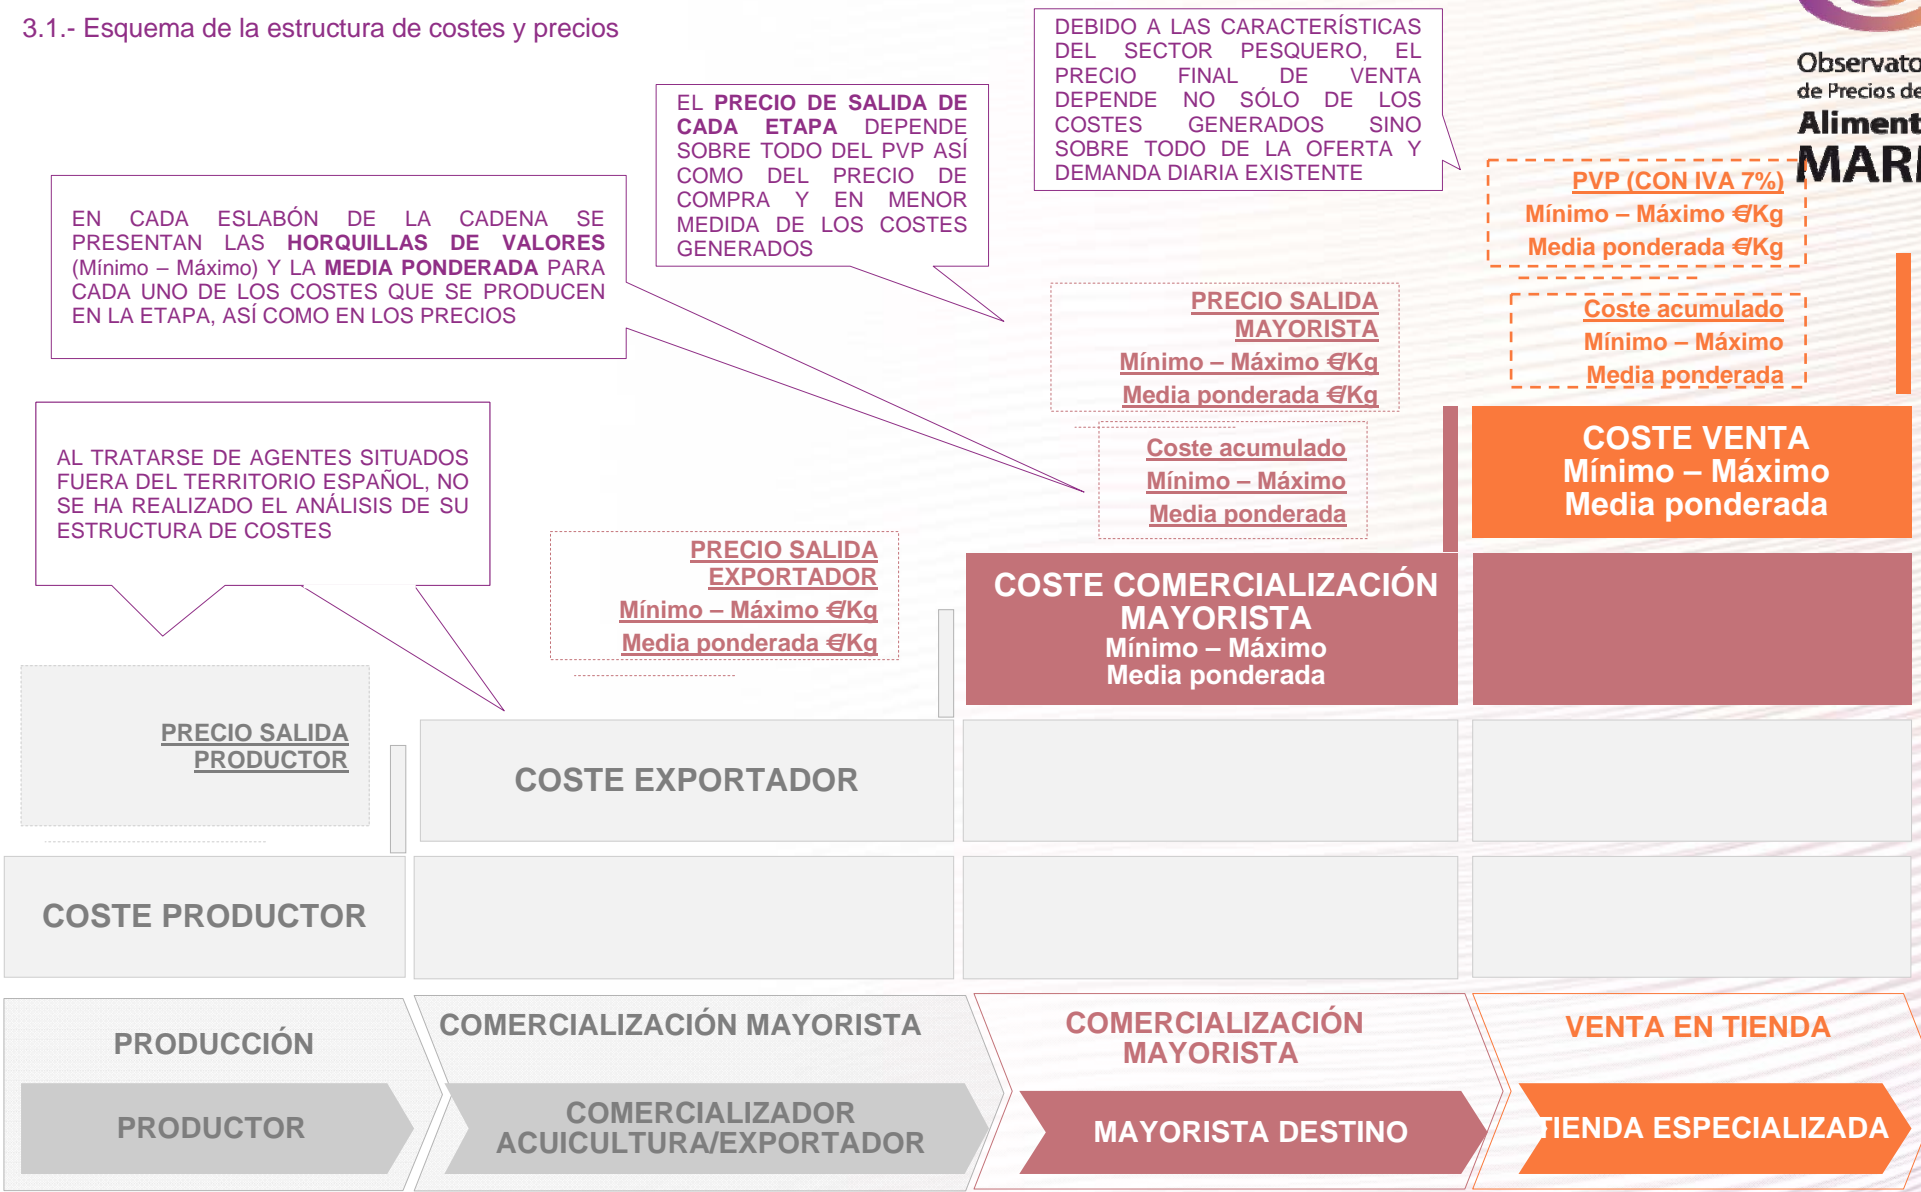 3.1.- Esquema de la estructura de costes y precios
DEBIDO A LAS CARACTERÍSTICAS
DEL SECTOR PESQUERO, EL
PRECIO FINAL DE VENTA
DEPENDE NO SÓLO DE LOS
COSTES GENERADOS SINO
SOBRE TODO DE LA OFERTA Y
DEMANDA DIARIA EXISTENTE
Observato
de Precios de
Aliment
MAR
EL PRECIO DE SALIDA DE
CADA ETAPA DEPENDE
SOBRE TODO DEL PVP ASÍ
COMO DEL PRECIO DE
COMPRA Y EN MENOR
MEDIDA DE LOS COSTES
GENERADOS
EN CADA ESLABÓN DE LA CADENA SE
PRESENTAN LAS HORQUILLAS DE VALORES
(Mínimo – Máximo) Y LA MEDIA PONDERADA PARA
CADA UNO DE LOS COSTES QUE SE PRODUCEN
EN LA ETAPA, ASÍ COMO EN LOS PRECIOS
PVP (CON IVA 7%)
Mínimo – Máximo €/Kg
Media ponderada €/Kg
Coste acumulado
Mínimo – Máximo
Media ponderada
PRECIO SALIDA
MAYORISTA
Mínimo – Máximo €/Kg
Media ponderada €/Kg
Coste acumulado
Mínimo – Máximo
Media ponderada
AL TRATARSE DE AGENTES SITUADOS
FUERA DEL TERRITORIO ESPAÑOL, NO
SE HA REALIZADO EL ANÁLISIS DE SU
ESTRUCTURA DE COSTES
PRECIO SALIDA
EXPORTADOR
Mínimo – Máximo €/Kg
Media ponderada €/Kg
COSTE VENTA
Mínimo – Máximo
Media ponderada
COSTE COMERCIALIZACIÓN
MAYORISTA
Mínimo – Máximo
Media ponderada
PRECIO SALIDA
PRODUCTOR
COSTE EXPORTADOR
COSTE PRODUCTOR
PRODUCCIÓN
COMERCIALIZACIÓN MAYORISTA
COMERCIALIZACIÓN
MAYORISTA
VENTA EN TIENDA
PRODUCTOR
COMERCIALIZADOR
ACUICULTURA/EXPORTADOR
MAYORISTA DESTINO
TIENDA ESPECIALIZADA